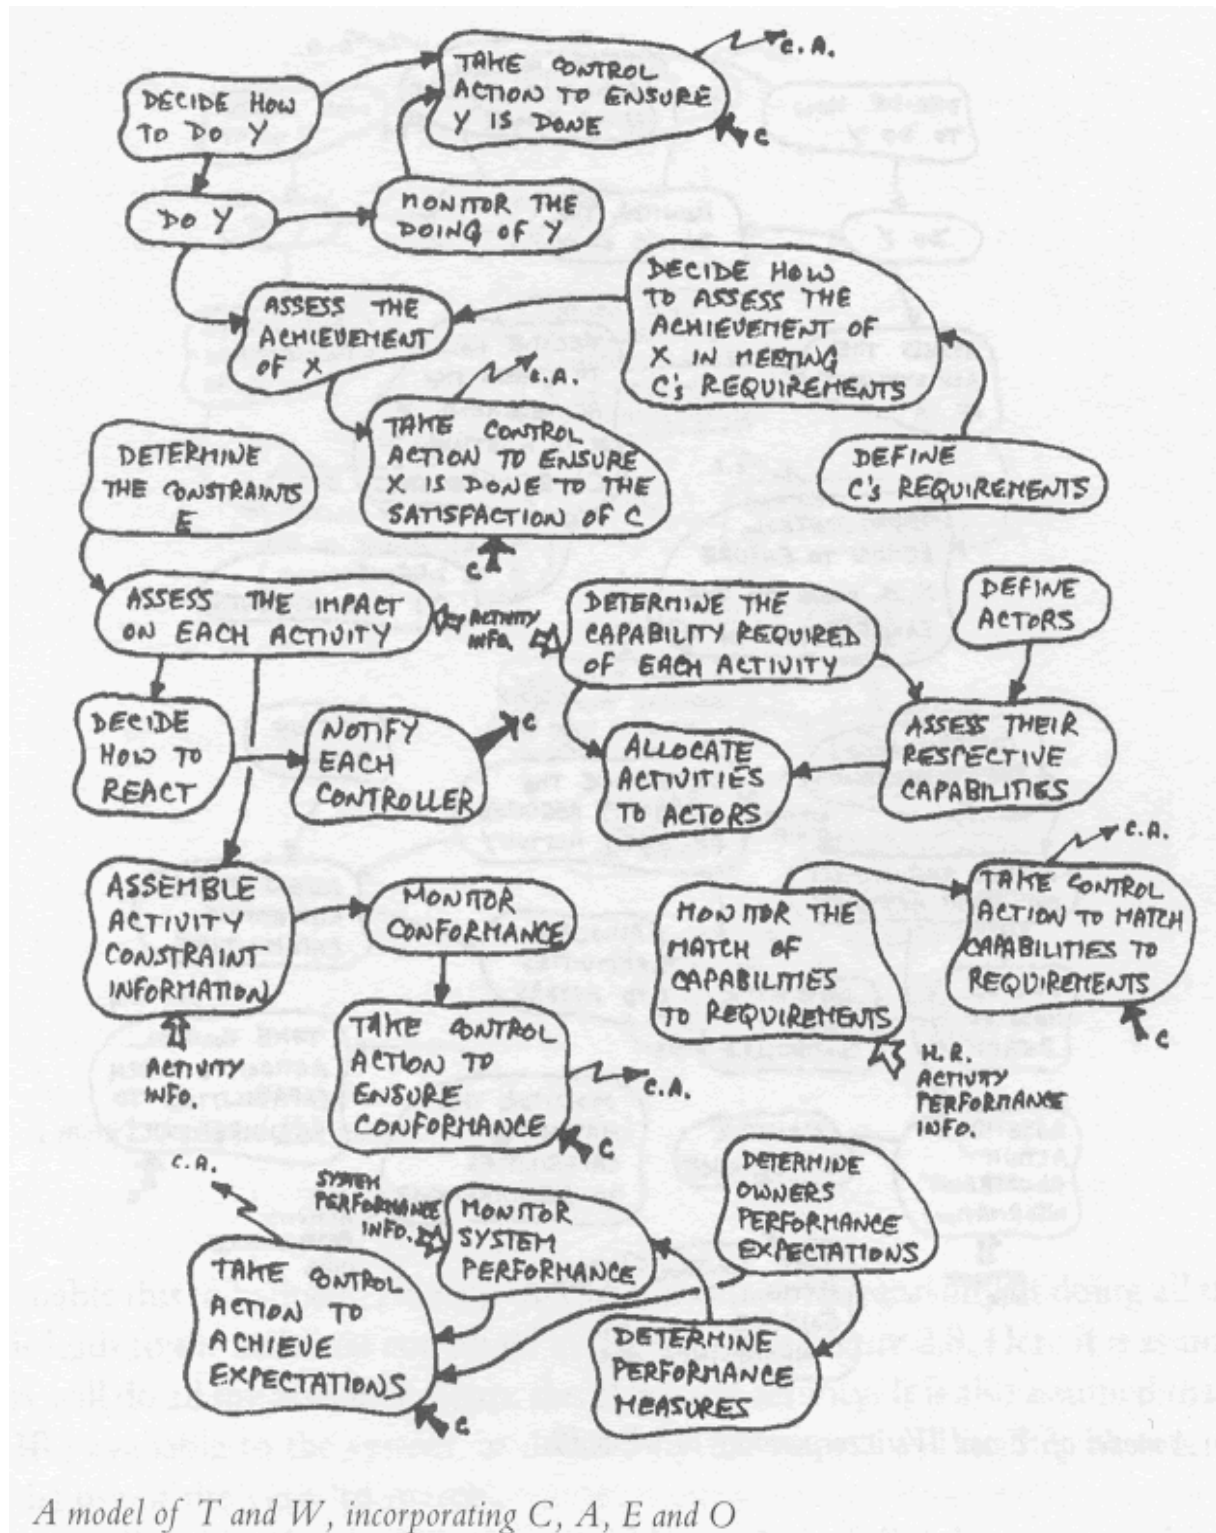 TAKE CONTROL
ACTION TO ENSURE
Y IS DONE
C.A.
C
DECIDE HOW
TO DO Y
DO Y
MONITOR THE
DOING OF Y
DECIDE HOW
TO ASSESS THE
ACHIEVEMENT OF
X IN MEETING
C's REQUIREMENTS
ASSESS THE
ACHIEVEMENT
OF X
C.A.
TAKE CONTROL
ACTION TO ENSURE
X IS DONE TO THE
SATISFACTION OF C
C
DEFINE
C's REQUIREMENTS
DETERMINE
THE CONSTRAINTS
E
ASSESS THE IMPACT
ON EACH ACTIVITY
ACTIVITY
INFO.
DETERMINE THE
CAPABILITY REQUIRED
OF EACH ACTIVITY
DEFINE
ACTORS
DECIDE
HOW TO
REACT
NOTIFY
EACH
CONTROLLER
C
ALLOCATE
ACTIVITIES
TO ACTORS
ASSESS THEIR
RESPECTIVE
CAPABILITIES
ASSEMBLE
ACTIVITY
CONSTRAINT
INFORMATION
ACTIVITY
INFO.
MONITOR
CONFORMANCE
MONITOR THE
MATCH OF
CAPABILITIES
TO REQUIREMENTS
C.A.
TAKE CONTROL
ACTION TO MATCH
CAPABILITIES TO
REQUIREMENTS
C
H.R.
ACTIVITY
PERFORMANCE
INFO.
TAKE CONTROL
ACTION TO
ENSURE
CONFORMANCE
C.A.
C
C.A.
SYSTEM
PERFORMANCE
INFO.
MONITOR
SYSTEM
PERFORMANCE
DETERMINE
OWNERS
PERFORMANCE
EXPECTATIONS
TAKE CONTROL
ACTION TO
ACHIEVE
EXPECTATIONS
C
DETERMINE
PERFORMANCE
MEASURES
A model of T and W, incorporating C, A, E and O